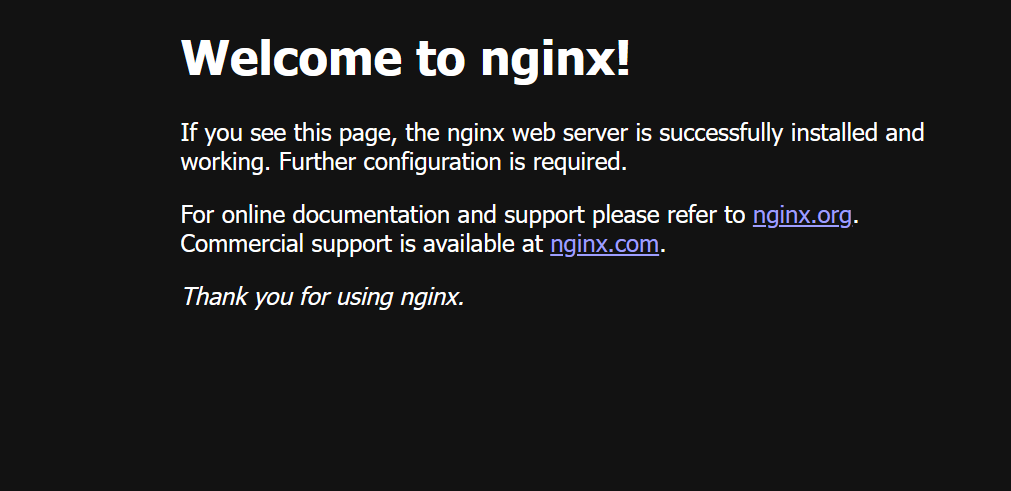 Welcome to nginx!
If you see this page, the nginx web server is successfully installed and
working. Further configuration is required.
For online documentation and support please refer to nginx.org.
Commercial support is available at nginx.com.
Thank you for using nginx.